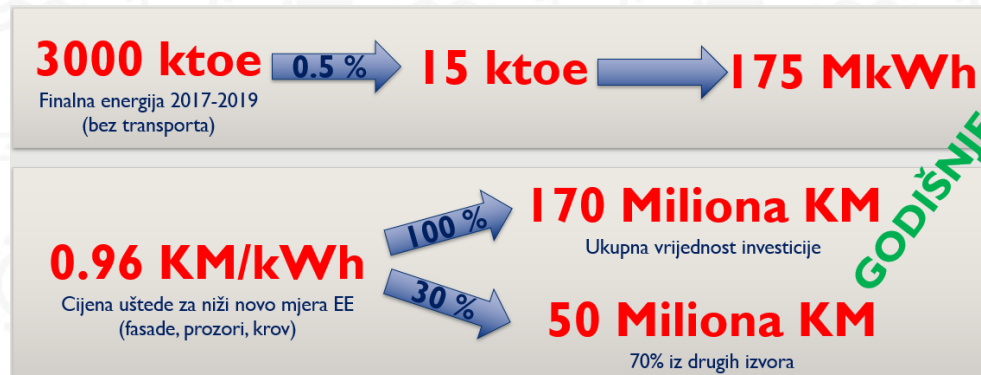 3000 ktoe 0.5 % 15 ktoe 175 MkWh
Finalna energija 2017-2019
(bez transporta)
GODIŠNJE
170 Miliona KM
100 %
Ukupna vrijednost investicije
0.96 KM/kWh
Cijena uštede za niži novo mjera EE
(fasade, prozori, krov)
30 %
50 Miliona KM
70% iz drugih izvora